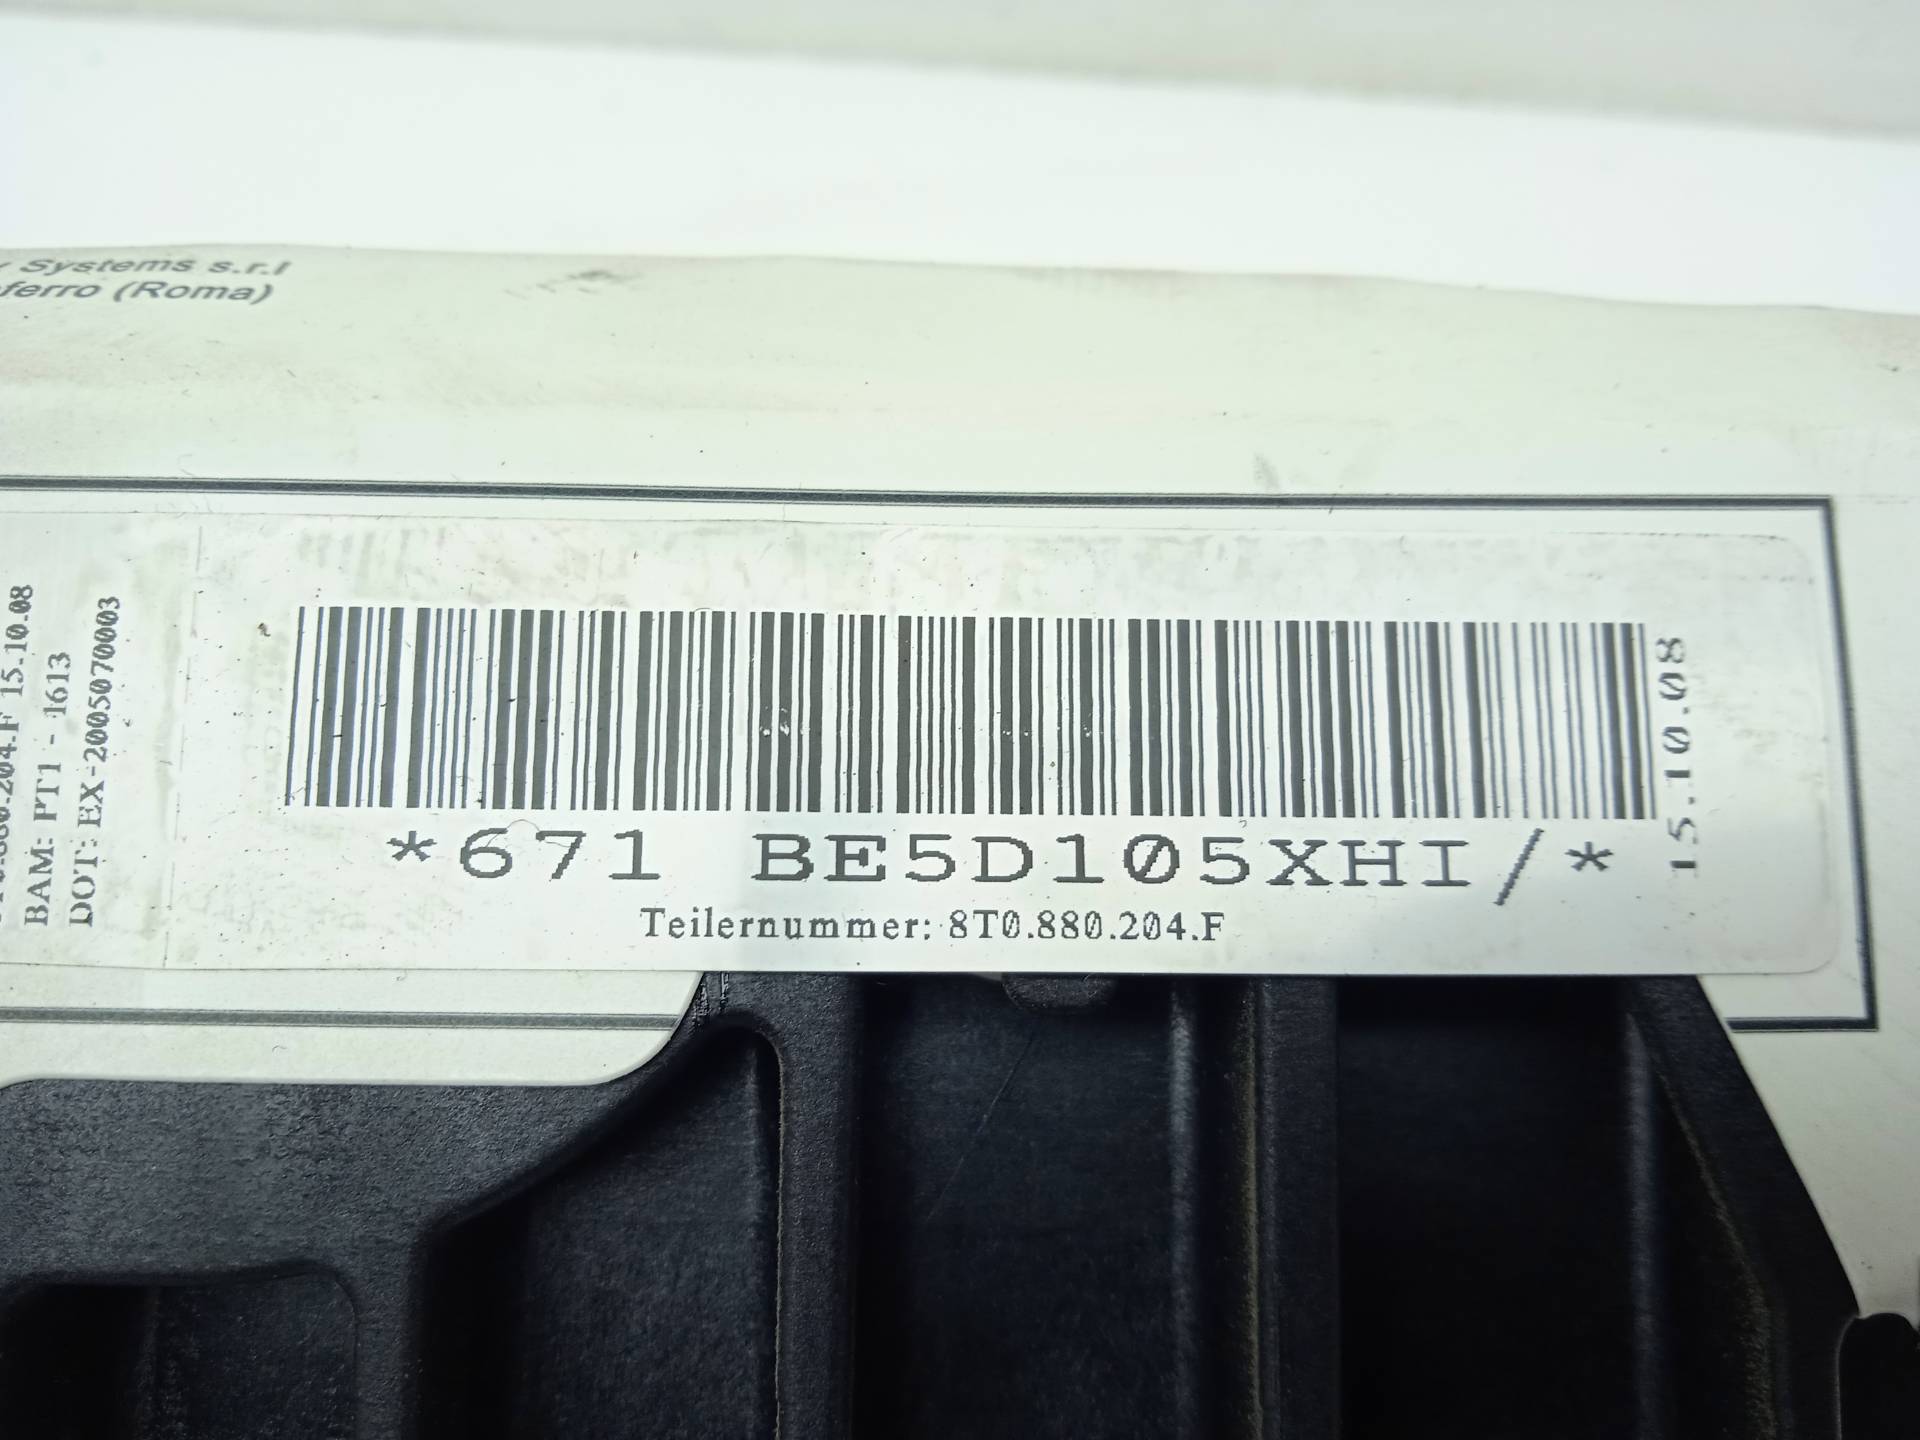 Systems s.r.l
ferro (Roma)
880.204.F 15.10.08
BAM: PT1 - 1613
DOT: EX-2005070003
*671 BE5D105XHI/*
Teilernummer: 8T0.880.204.F
15.10.08